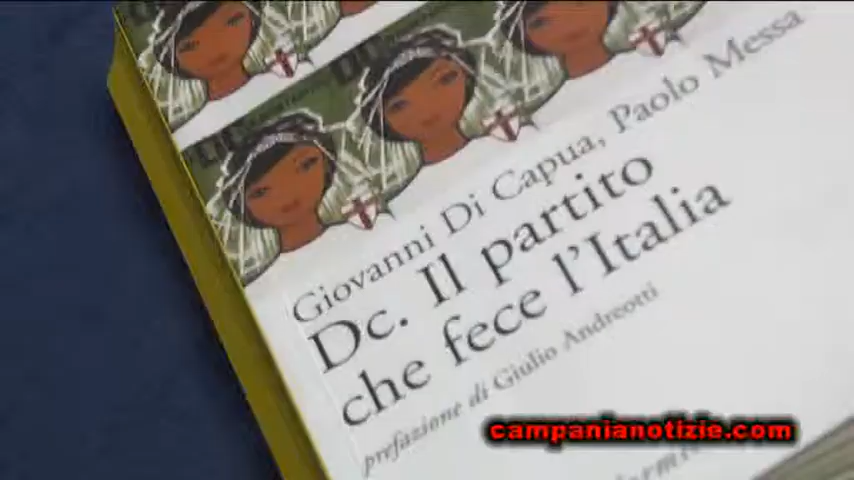 Giovanni Di Capua, Paolo Messa
Dc. Il partito
che fece l'Italia
prefazione di Giulio Andreotti
campanianotizie.com